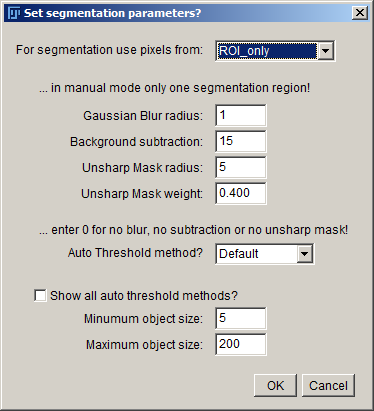 Set segmentation parameters?
For segmentation use pixels from: ROI_only
... in manual mode only one segmentation region!
Gaussian Blur radius: 1
Background subtraction: 15
Unsharp Mask radius: 5
Unsharp Mask weight: 0.400
... enter 0 for no blur, no subtraction or no unsharp mask!
Auto Threshold method? Default
Show all auto threshold methods?
Minumum object size: 5
Maximum object size: 200
OK Cancel